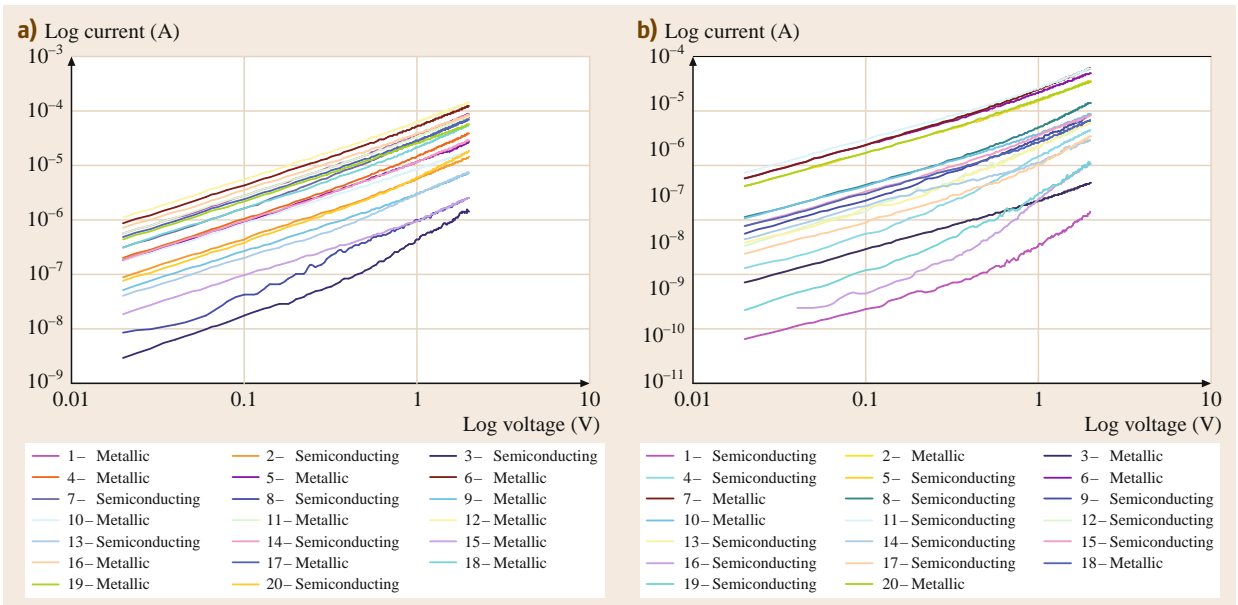 a) Log current (A)
10⁻³
10⁻⁴
10⁻⁵
10⁻⁶
10⁻⁷
10⁻⁸
10⁻⁹
0.01 0.1 1 10
Log voltage (V)
1– Metallic 2– Semiconducting 3– Semiconducting
4– Metallic 5– Metallic 6– Metallic
7– Semiconducting 8– Semiconducting 9– Metallic
10– Metallic 11– Metallic 12– Metallic
13– Semiconducting 14– Semiconducting 15– Metallic
16– Metallic 17– Metallic 18– Metallic
19– Metallic 20– Semiconducting
b) Log current (A)
10⁻⁴
10⁻⁵
10⁻⁶
10⁻⁷
10⁻⁸
10⁻⁹
10⁻¹⁰
10⁻¹¹
0.01 0.1 1 10
Log voltage (V)
1– Semiconducting 2– Metallic 3– Metallic
4– Semiconducting 5– Semiconducting 6– Metallic
7– Metallic 8– Semiconducting 9– Semiconducting
10– Metallic 11– Semiconducting 12– Semiconducting
13– Semiconducting 14– Semiconducting 15– Semiconducting
16– Semiconducting 17– Semiconducting 18– Metallic
19– Semiconducting 20– Metallic